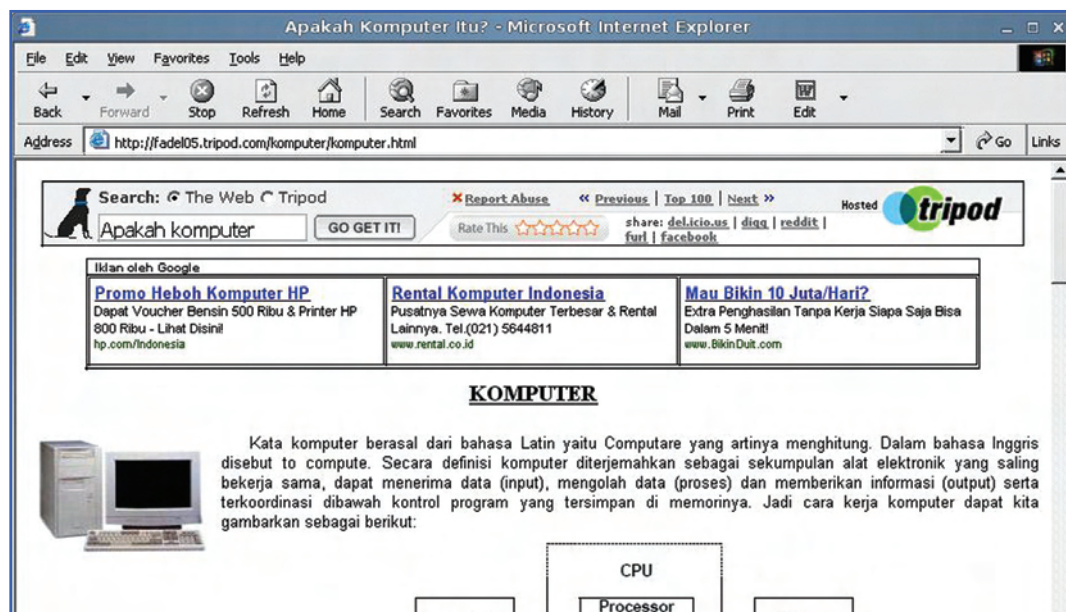 Apakah Komputer Itu? - Microsoft Internet Explorer
File Edit View Favorites Tools Help
Back Forward Stop Refresh Home Search Favorites Media History Mail Print Edit
Address http://fadel05.tripod.com/komputer/komputer.html Go Links
Search: The Web Tripod
Apakah komputer GO GET IT!
Report Abuse « Previous | Top 100 | Next »
Rate This
share: del.icio.us | digg | reddit |
furl | facebook
Hosted tripod
Iklan oleh Google
Promo Heboh Komputer HP
Dapat Voucher Bensin 500 Ribu & Printer HP
800 Ribu - Lihat Disini!
hp.com/Indonesia
Rental Komputer Indonesia
Pusatnya Sewa Komputer Terbesar & Rental
Lainnya. Tel.(021) 5644811
www.rental.co.id
Mau Bikin 10 Juta/Hari?
Extra Penghasilan Tanpa Kerja Siapa Saja Bisa
Dalam 5 Menit!
www.BikinDuit.com
KOMPUTER
Kata komputer berasal dari bahasa Latin yaitu Computare yang artinya menghitung. Dalam bahasa Inggris
disebut to compute. Secara definisi komputer diterjemahkan sebagai sekumpulan alat elektronik yang saling
bekerja sama, dapat menerima data (input), mengolah data (proses) dan memberikan informasi (output) serta
terkoordinasi dibawah kontrol program yang tersimpan di memorinya. Jadi cara kerja komputer dapat kita
gambarkan sebagai berikut:
CPU
Processor